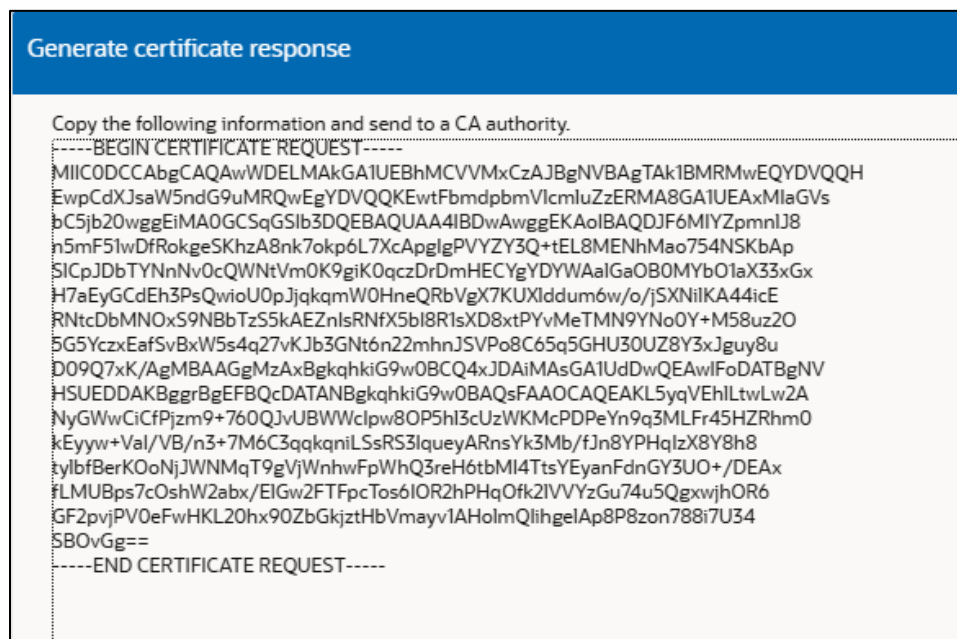 Generate certificate response
Copy the following information and send to a CA authority.
-----BEGIN CERTIFICATE REQUEST-----
MIIC0DCCAbgCAQAwWDELMAkGA1UEBhMCVVMxCzAJBgNVBAgTAk1BMRMwEQYDVQQH
EwpCdXJsaW5ndG9uMRQwEgYDVQQKEwtFbmdpbmVlcmluZzERMA8GA1UEAxMIaGVs
bC5jb20wggEiMA0GCSqGSIb3DQEBAQUAA4IBDwAwggEKAoIBAQDJF6MIYZpmnIJ8
n5mF51wDfRokgeSKhzA8nk7okp6L7XcApgIgPVYZY3Q+tEL8MENhMao754NSKbAp
SICpJDbTYNnNv0cQWNtVm0K9giK0qczDrDmHECYgYDYWAaIGaOB0MYbO1aX33xGx
H7aEyGCdEh3PsQwioU0pJjqkqmW0HneQRbVgX7KUXIddum6w/o/jSXNiIKA44icE
RNtcDbMNOxS9NBbTzS5kAEZnIsRNfX5bI8R1sXD8xtPYvMeTMN9YNo0Y+M58uz2O
5G5YczxEafSvBxW5s4q27vKJb3GNt6n22mhnJSVPo8C65q5GHU30UZ8Y3xJguy8u
D09Q7xK/AgMBAAGgMzAxBgkqhkiG9w0BCQ4xJDAiMAsGA1UdDwQEAwIFoDATBgNV
HSUEDDAKBggrBgEFBQcDATANBgkqhkiG9w0BAQsFAAOCAQEAKL5yqVEhILtwLw2A
NyGWwCiCfPjzm9+760QJvUBWWcIpw8OP5hI3cUzWKMcPDPeYn9q3MLFr45HZRhm0
kEyyw+VaI/VB/n3+7M6C3qqkqniLSsRS3IqueyARnsYk3Mb/fJn8YPHqIzX8Y8h8
tyIbfBerKOoNjJWNMqT9gVjWnhwFpWhQ3reH6tbMI4TtsYEyanFdnGY3UO+/DEAx
fLMUBps7cOshW2abx/EIGw2FTFpcTos6IOR2hPHqOfk2IVVYzGu74u5QgxwjhOR6
GF2pvjPV0eFwHKL20hx90ZbGkjztHbVmayv1AHoImQIihgeIAp8P8zon788i7U34
SBOvGg==
-----END CERTIFICATE REQUEST-----